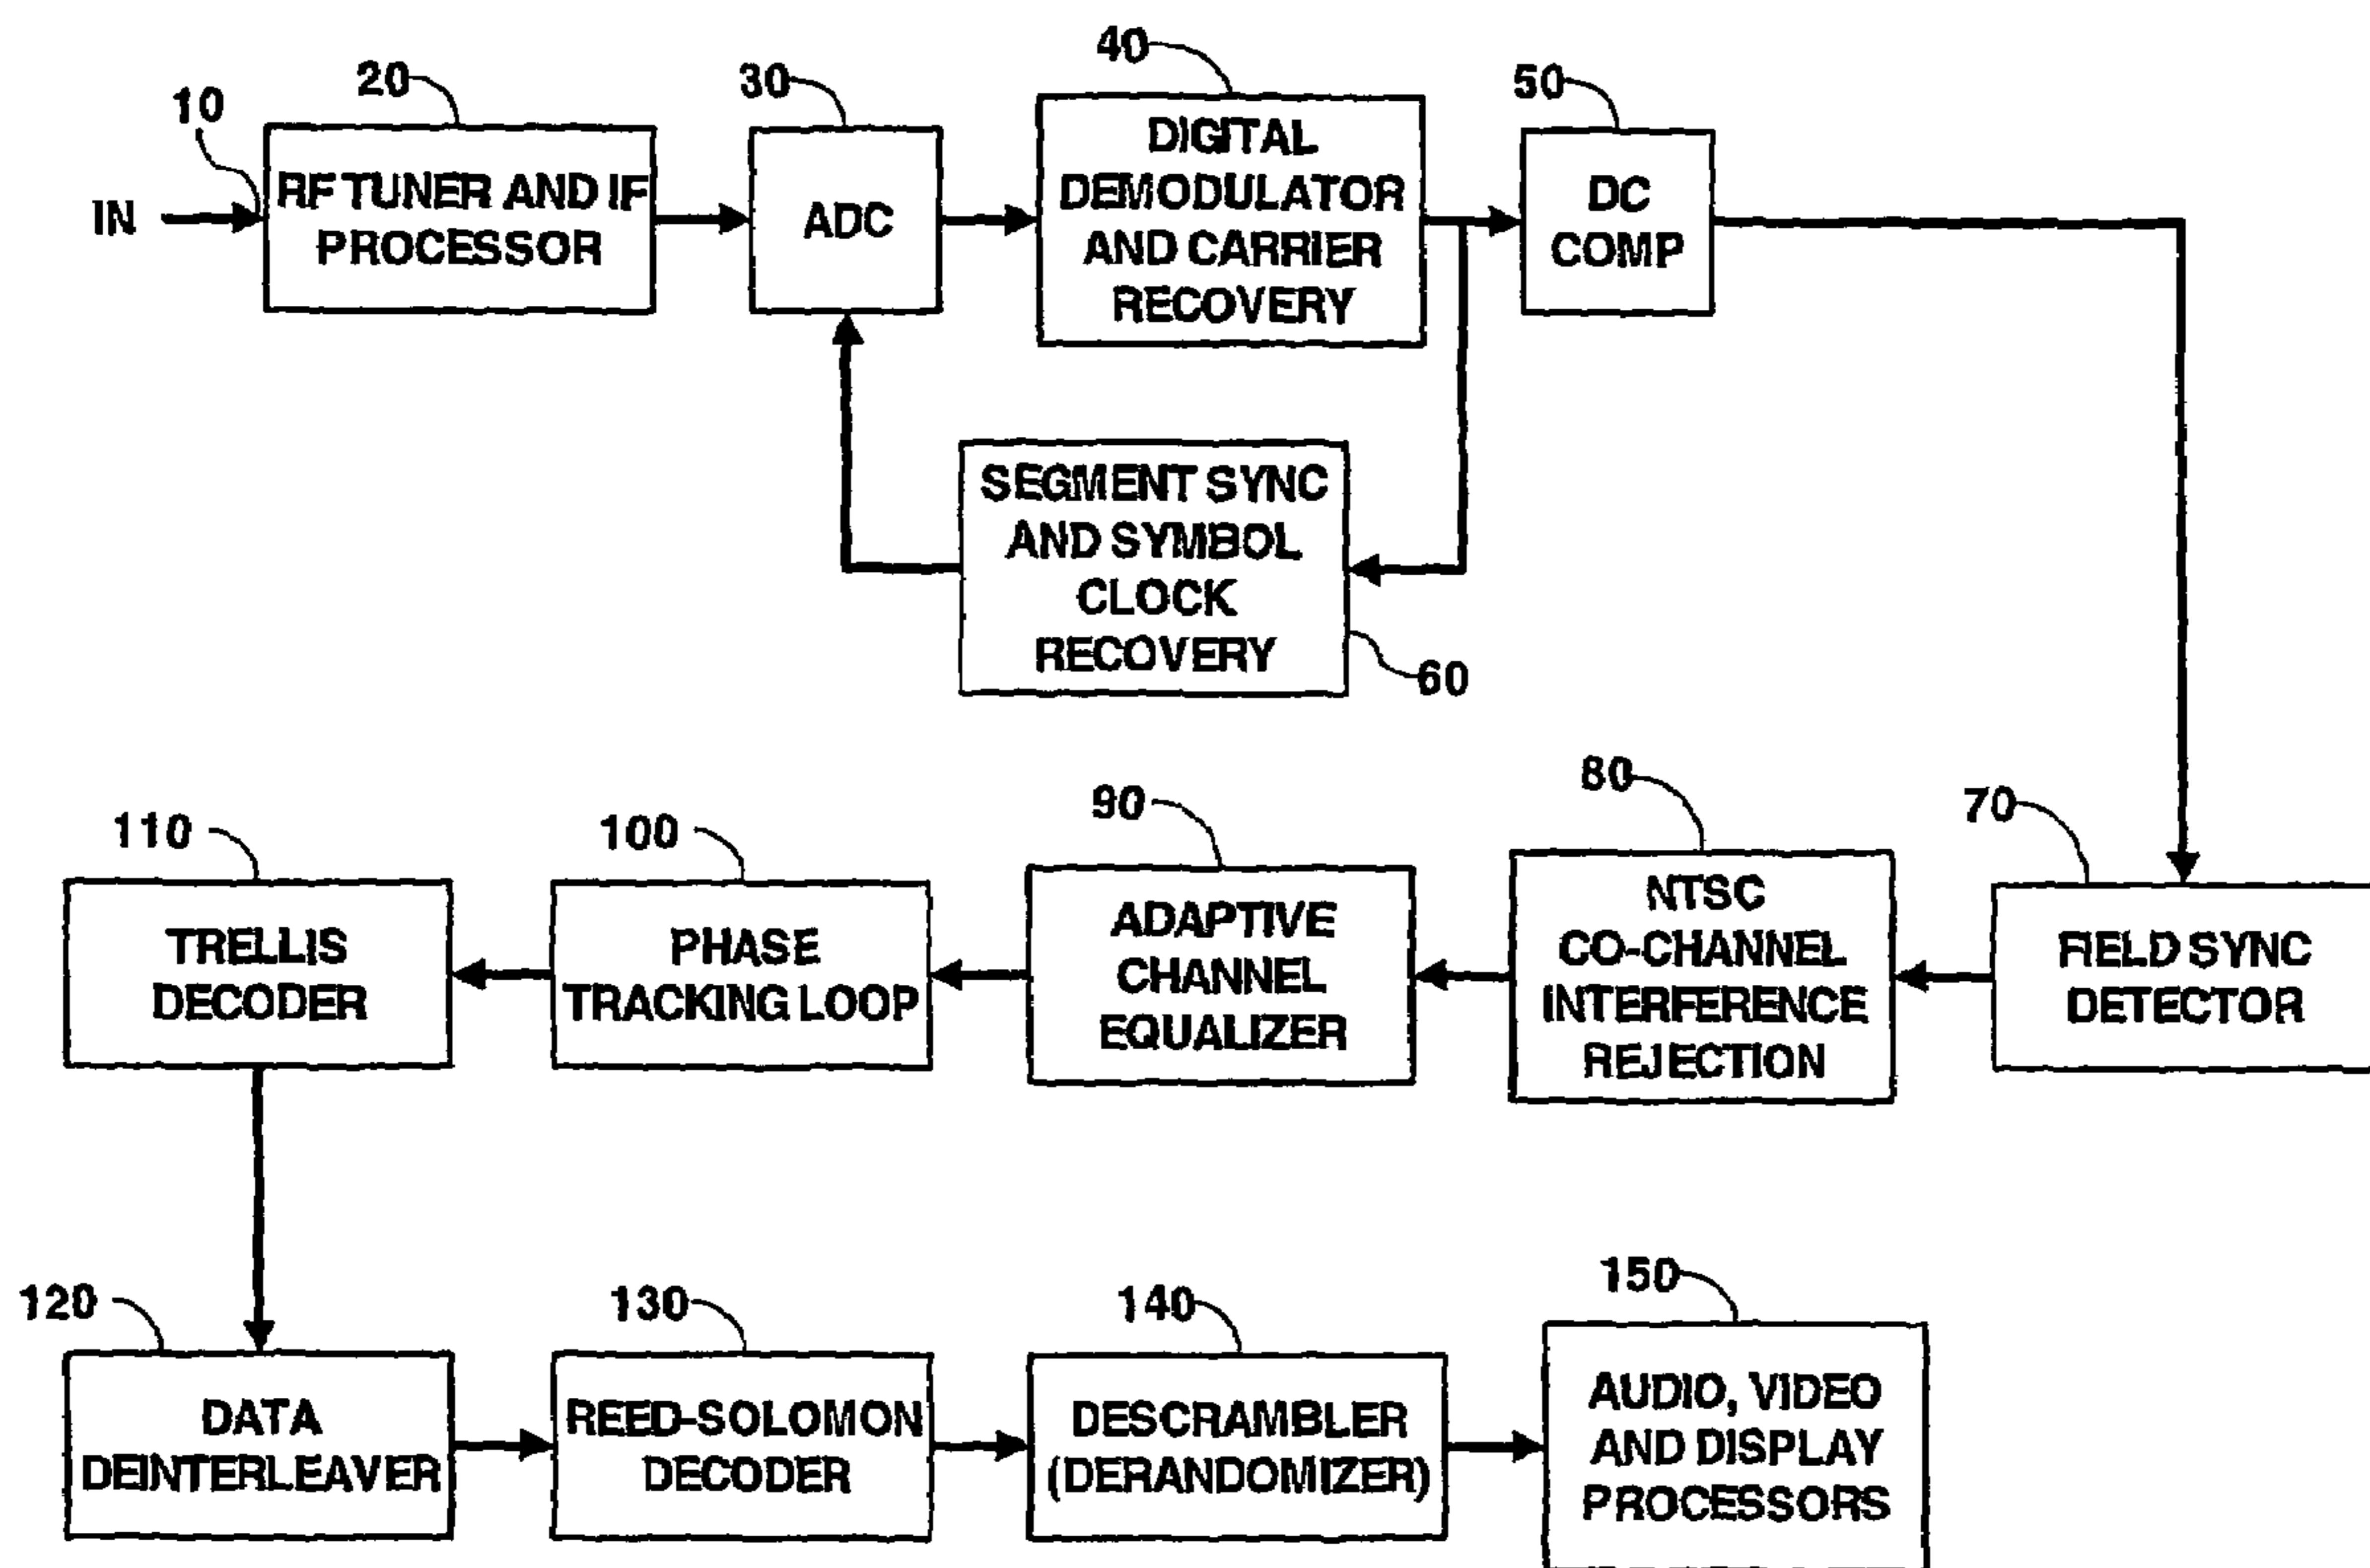 40
20
30
50
10
IN
RF TUNER AND IF
PROCESSOR
ADC
DIGITAL
DEMODULATOR
AND CARRIER
RECOVERY
DC
COMP
SEGMENT SYNC
AND SYMBOL
CLOCK
RECOVERY
60
80
90
70
110
100
TRELLIS
DECODER
PHASE
TRACKING LOOP
ADAPTIVE
CHANNEL
EQUALIZER
NTSC
CO-CHANNEL
INTERFERENCE
REJECTION
FIELD SYNC
DETECTOR
150
120
130
140
DATA
DEINTERLEAVER
REED-SOLOMON
DECODER
DESCRAMBLER
(DERANDOMIZER)
AUDIO, VIDEO
AND DISPLAY
PROCESSORS